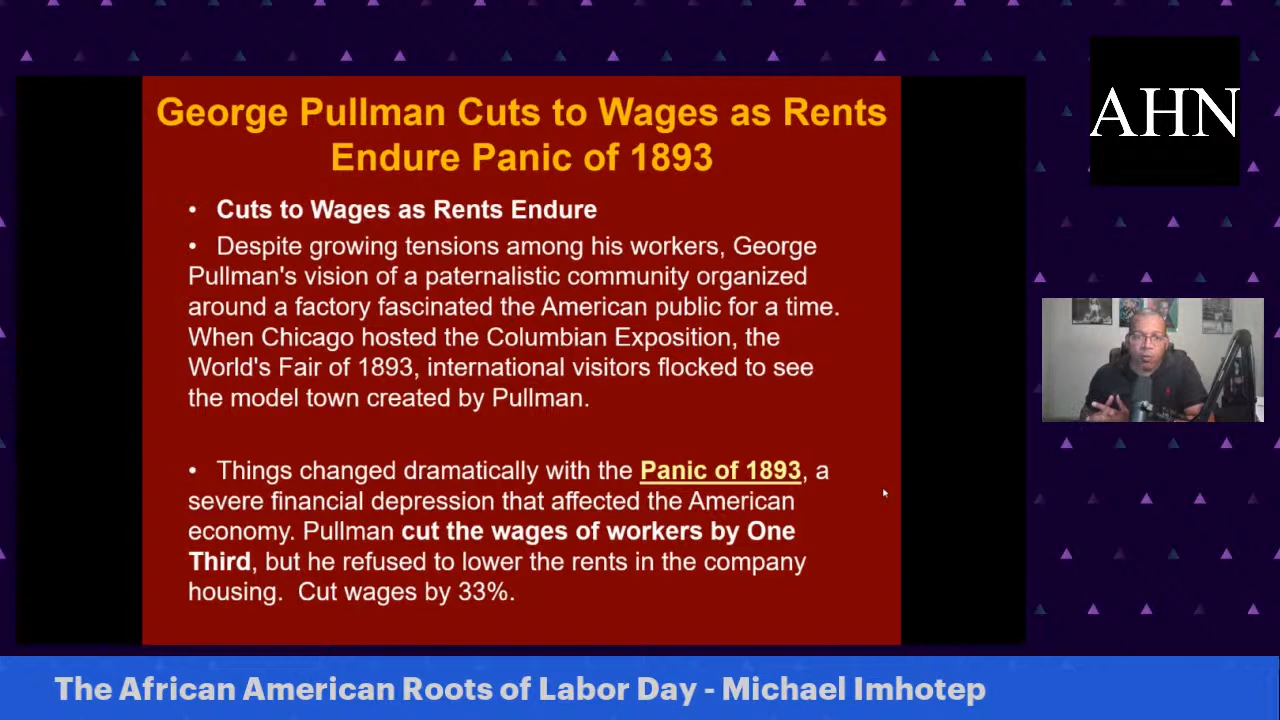 George Pullman Cuts to Wages as Rents
Endure Panic of 1893
• Cuts to Wages as Rents Endure
• Despite growing tensions among his workers, George
Pullman's vision of a paternalistic community organized
around a factory fascinated the American public for a time.
When Chicago hosted the Columbian Exposition, the
World's Fair of 1893, international visitors flocked to see
the model town created by Pullman.
• Things changed dramatically with the Panic of 1893, a
severe financial depression that affected the American
economy. Pullman cut the wages of workers by One
Third, but he refused to lower the rents in the company
housing. Cut wages by 33%.
AHN
The African American Roots of Labor Day - Michael Imhotep